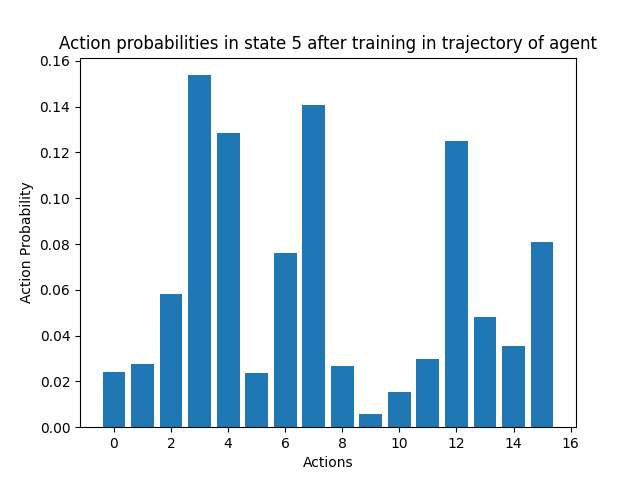 Action probabilities in state 5 after training in trajectory of agent
0.16
0.14
0.12
0.10
0.08
0.06
0.04
0.02
0.00
Action Probability
0 2 4 6 8 10 12 14 16
Actions